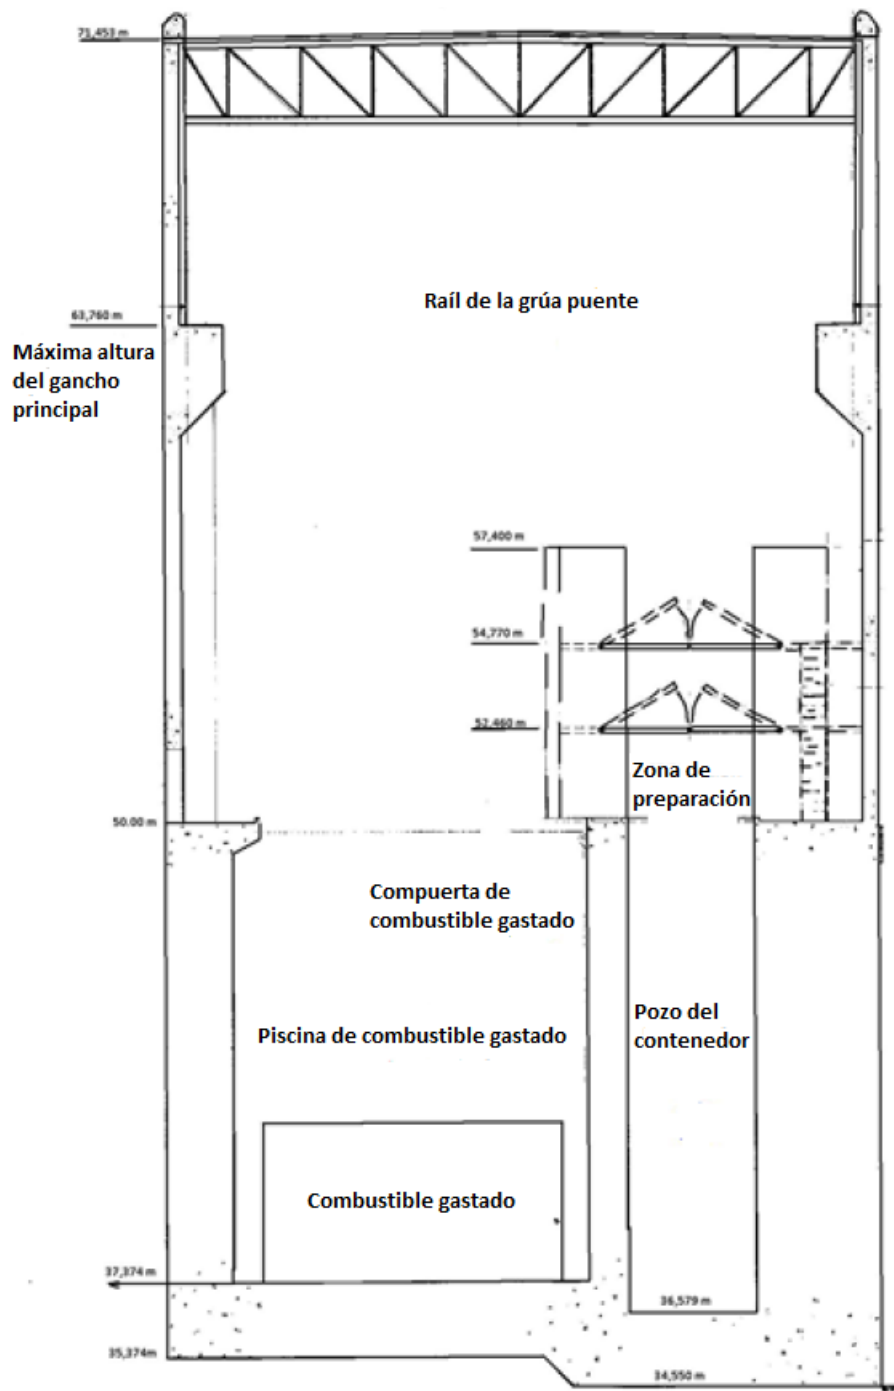 71,453 m
Raíl de la grúa puente
63,760 m
Máxima altura
del gancho
principal
57,400 m
54,770 m
52,460 m
Zona de
preparación
50.00 m
Compuerta de
combustible gastado
Pozo del
contenedor
Piscina de combustible gastado
Combustible gastado
37,374 m
36,579 m
35,374m
34,550 m